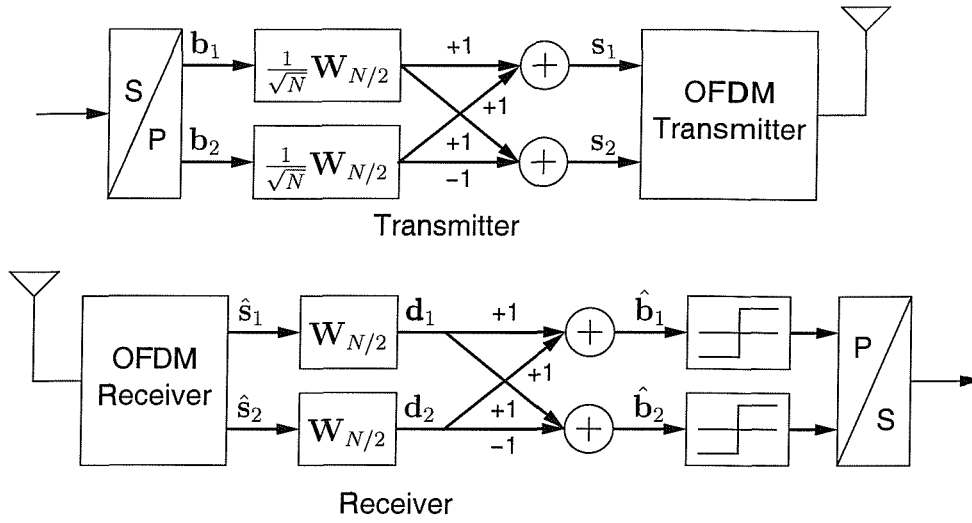 S
P
b₁
b₂
1/√N W_{N/2}
1/√N W_{N/2}
+1
+1
+1
−1
+
+
s₁
s₂
OFDM
Transmitter
Transmitter
OFDM
Receiver
ŝ₁
ŝ₂
W_{N/2}
W_{N/2}
d₁
d₂
+1
+1
+1
−1
+
+
b̂₁
b̂₂
P
S
Receiver